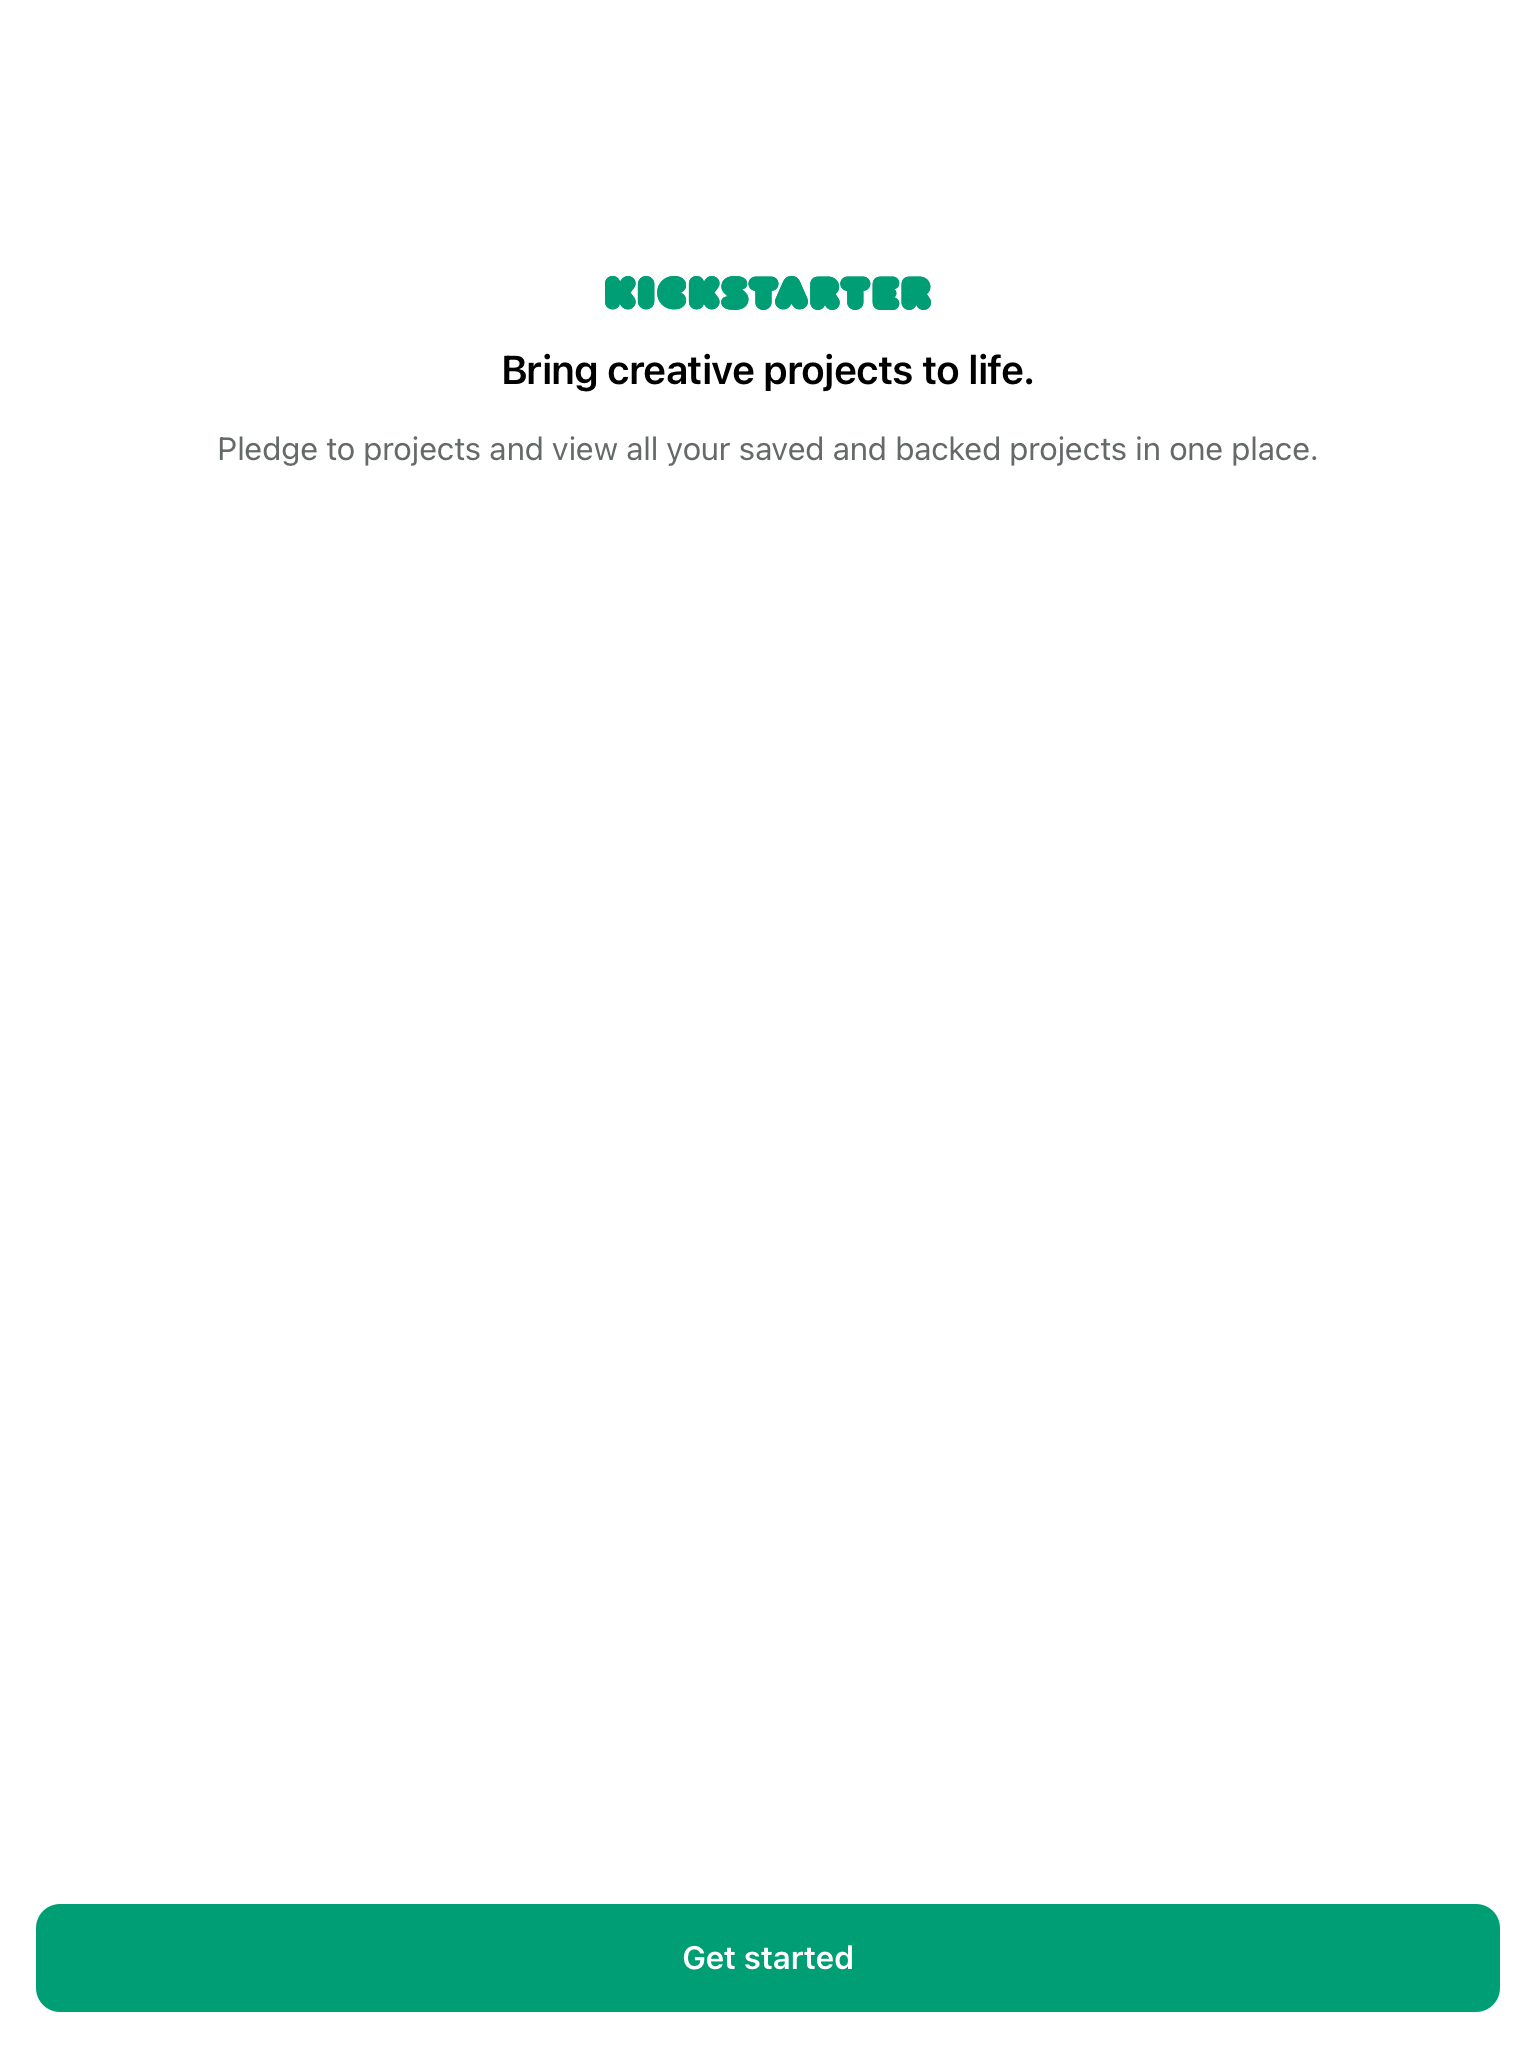 KICKSTARTER
Bring creative projects to life.
Pledge to projects and view all your saved and backed projects in one place.
Get started